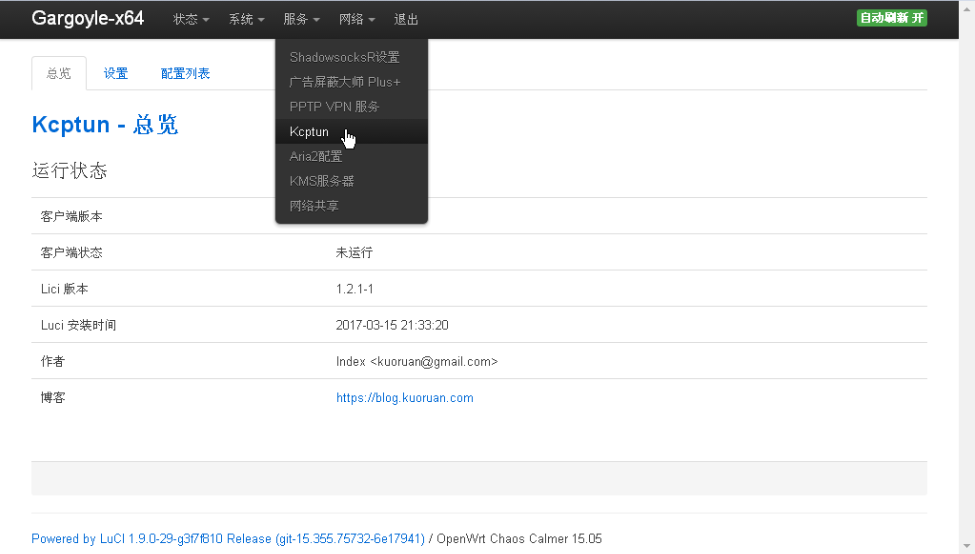 Gargoyle-x64 状态 系统 服务 网络 退出 自动刷新 开
ShadowsocksR设置
广告屏蔽大师 Plus+
PPTP VPN 服务
Kcptun
Aria2配置
KMS服务器
网络共享
总览 设置 配置列表
Kcptun - 总览
运行状态
客户端版本
客户端状态 未运行
Lici 版本 1.2.1-1
Luci 安装时间 2017-03-15 21:33:20
作者 Index <kuoruan@gmail.com>
博客 https://blog.kuoruan.com
Powered by LuCI 1.9.0-29-g3f7f810 Release (git-15.355.75732-6e17941) / OpenWrt Chaos Calmer 15.05